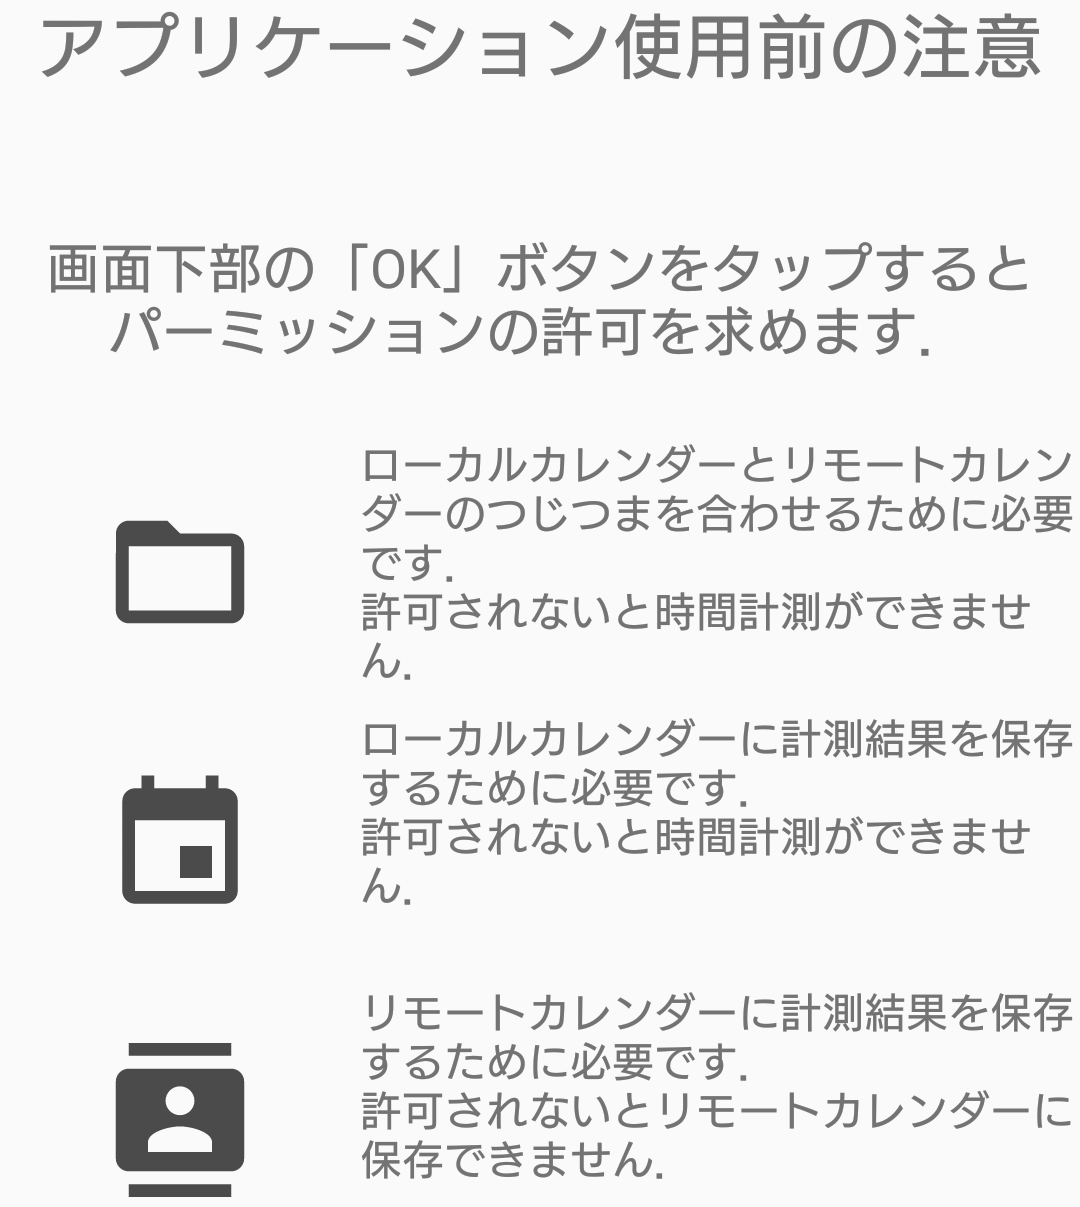 アプリケーション使用前の注意
画面下部の「OK」ボタンをタップすると
パーミッションの許可を求めます．
ローカルカレンダーとリモートカレン
ダーのつじつまを合わせるために必要
です．
許可されないと時間計測ができませ
ん．
ローカルカレンダーに計測結果を保存
するために必要です．
許可されないと時間計測ができませ
ん．
リモートカレンダーに計測結果を保存
するために必要です．
許可されないとリモートカレンダーに
保存できません．